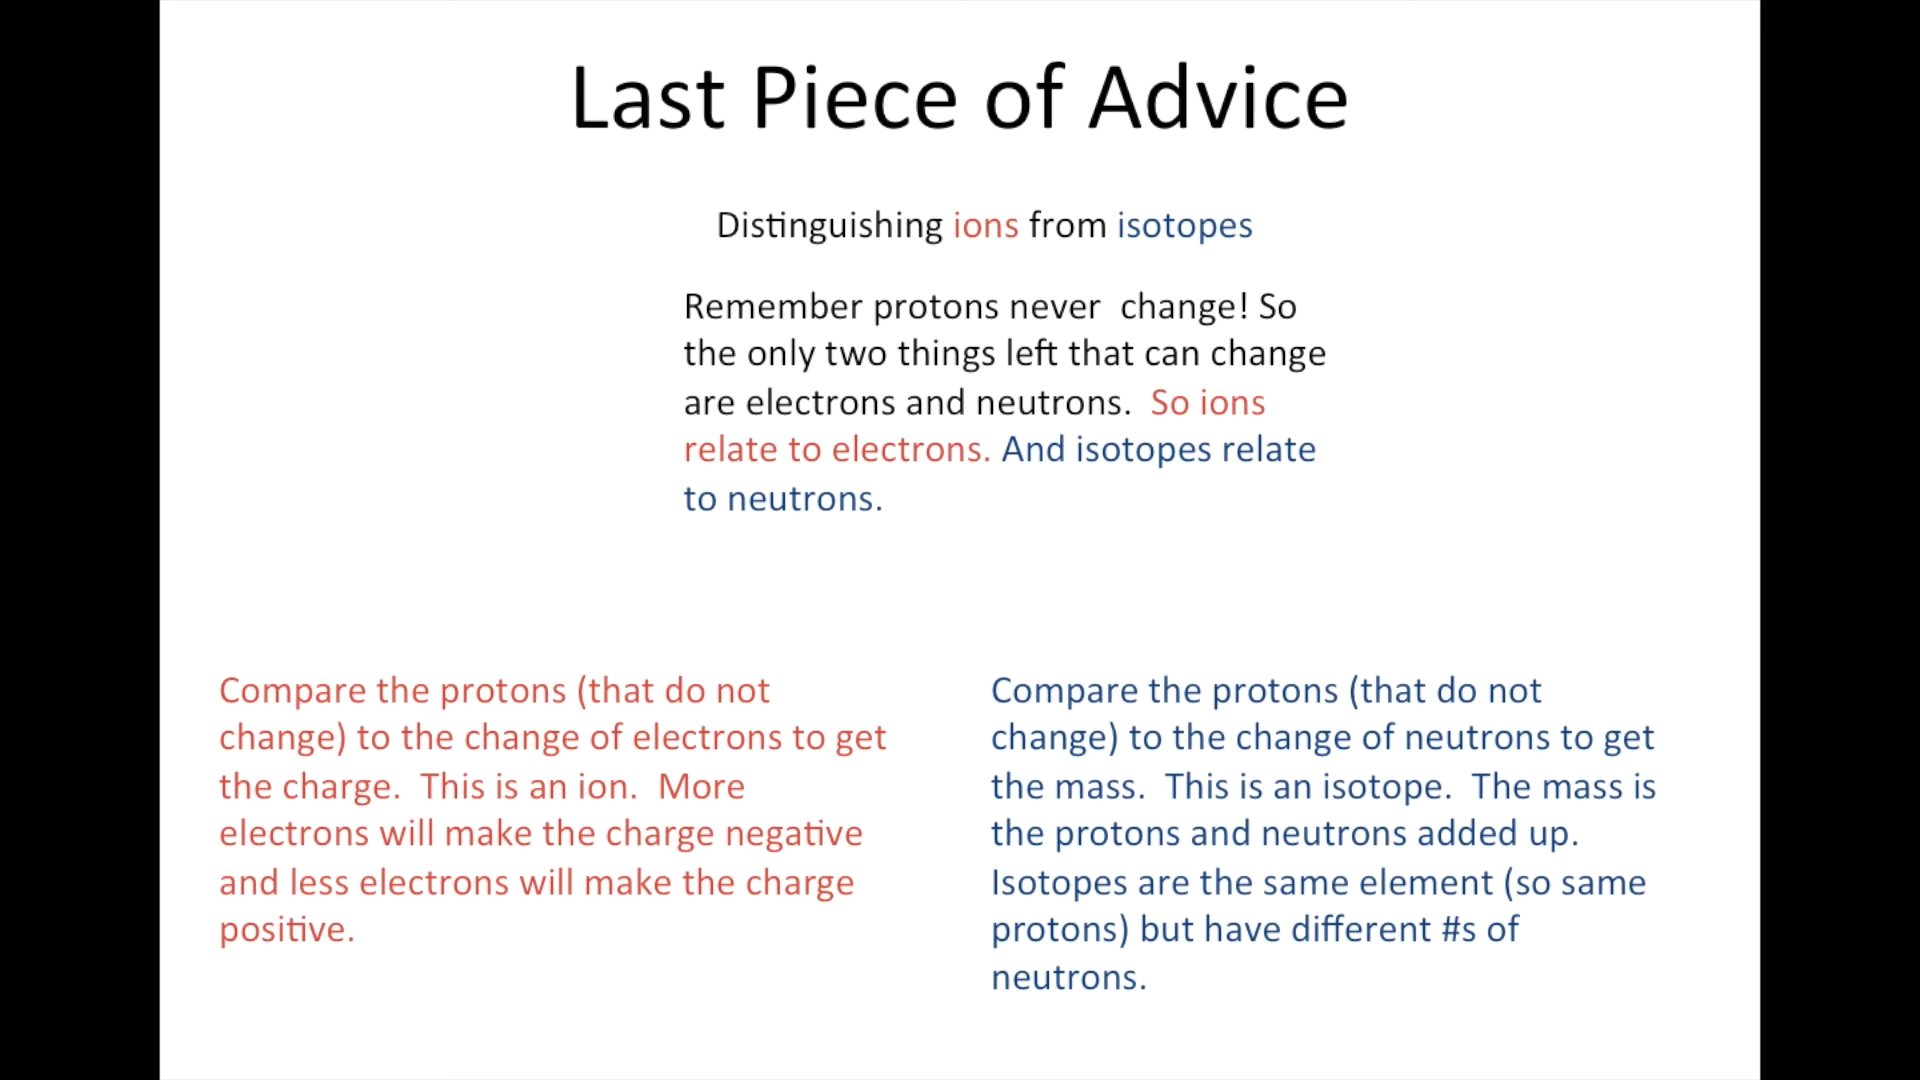 Last Piece of Advice
Distinguishing ions from isotopes
Remember protons never  change! So
the only two things left that can change
are electrons and neutrons.  So ions
relate to electrons. And isotopes relate
to neutrons.
Compare the protons (that do not
change) to the change of electrons to get
the charge.  This is an ion.  More
electrons will make the charge negative
and less electrons will make the charge
positive.
Compare the protons (that do not
change) to the change of neutrons to get
the mass.  This is an isotope.  The mass is
the protons and neutrons added up.
Isotopes are the same element (so same
protons) but have different #s of
neutrons.